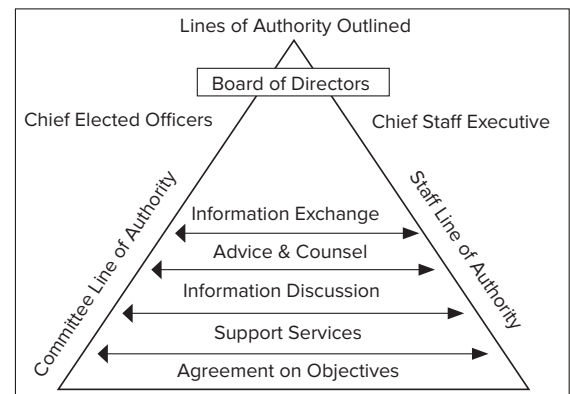 Lines of Authority Outlined
Board of Directors
Chief Elected Officers
Chief Staff Executive
Committee Line of Authority
Staff Line of Authority
Information Exchange
Advice & Counsel
Information Discussion
Support Services
Agreement on Objectives